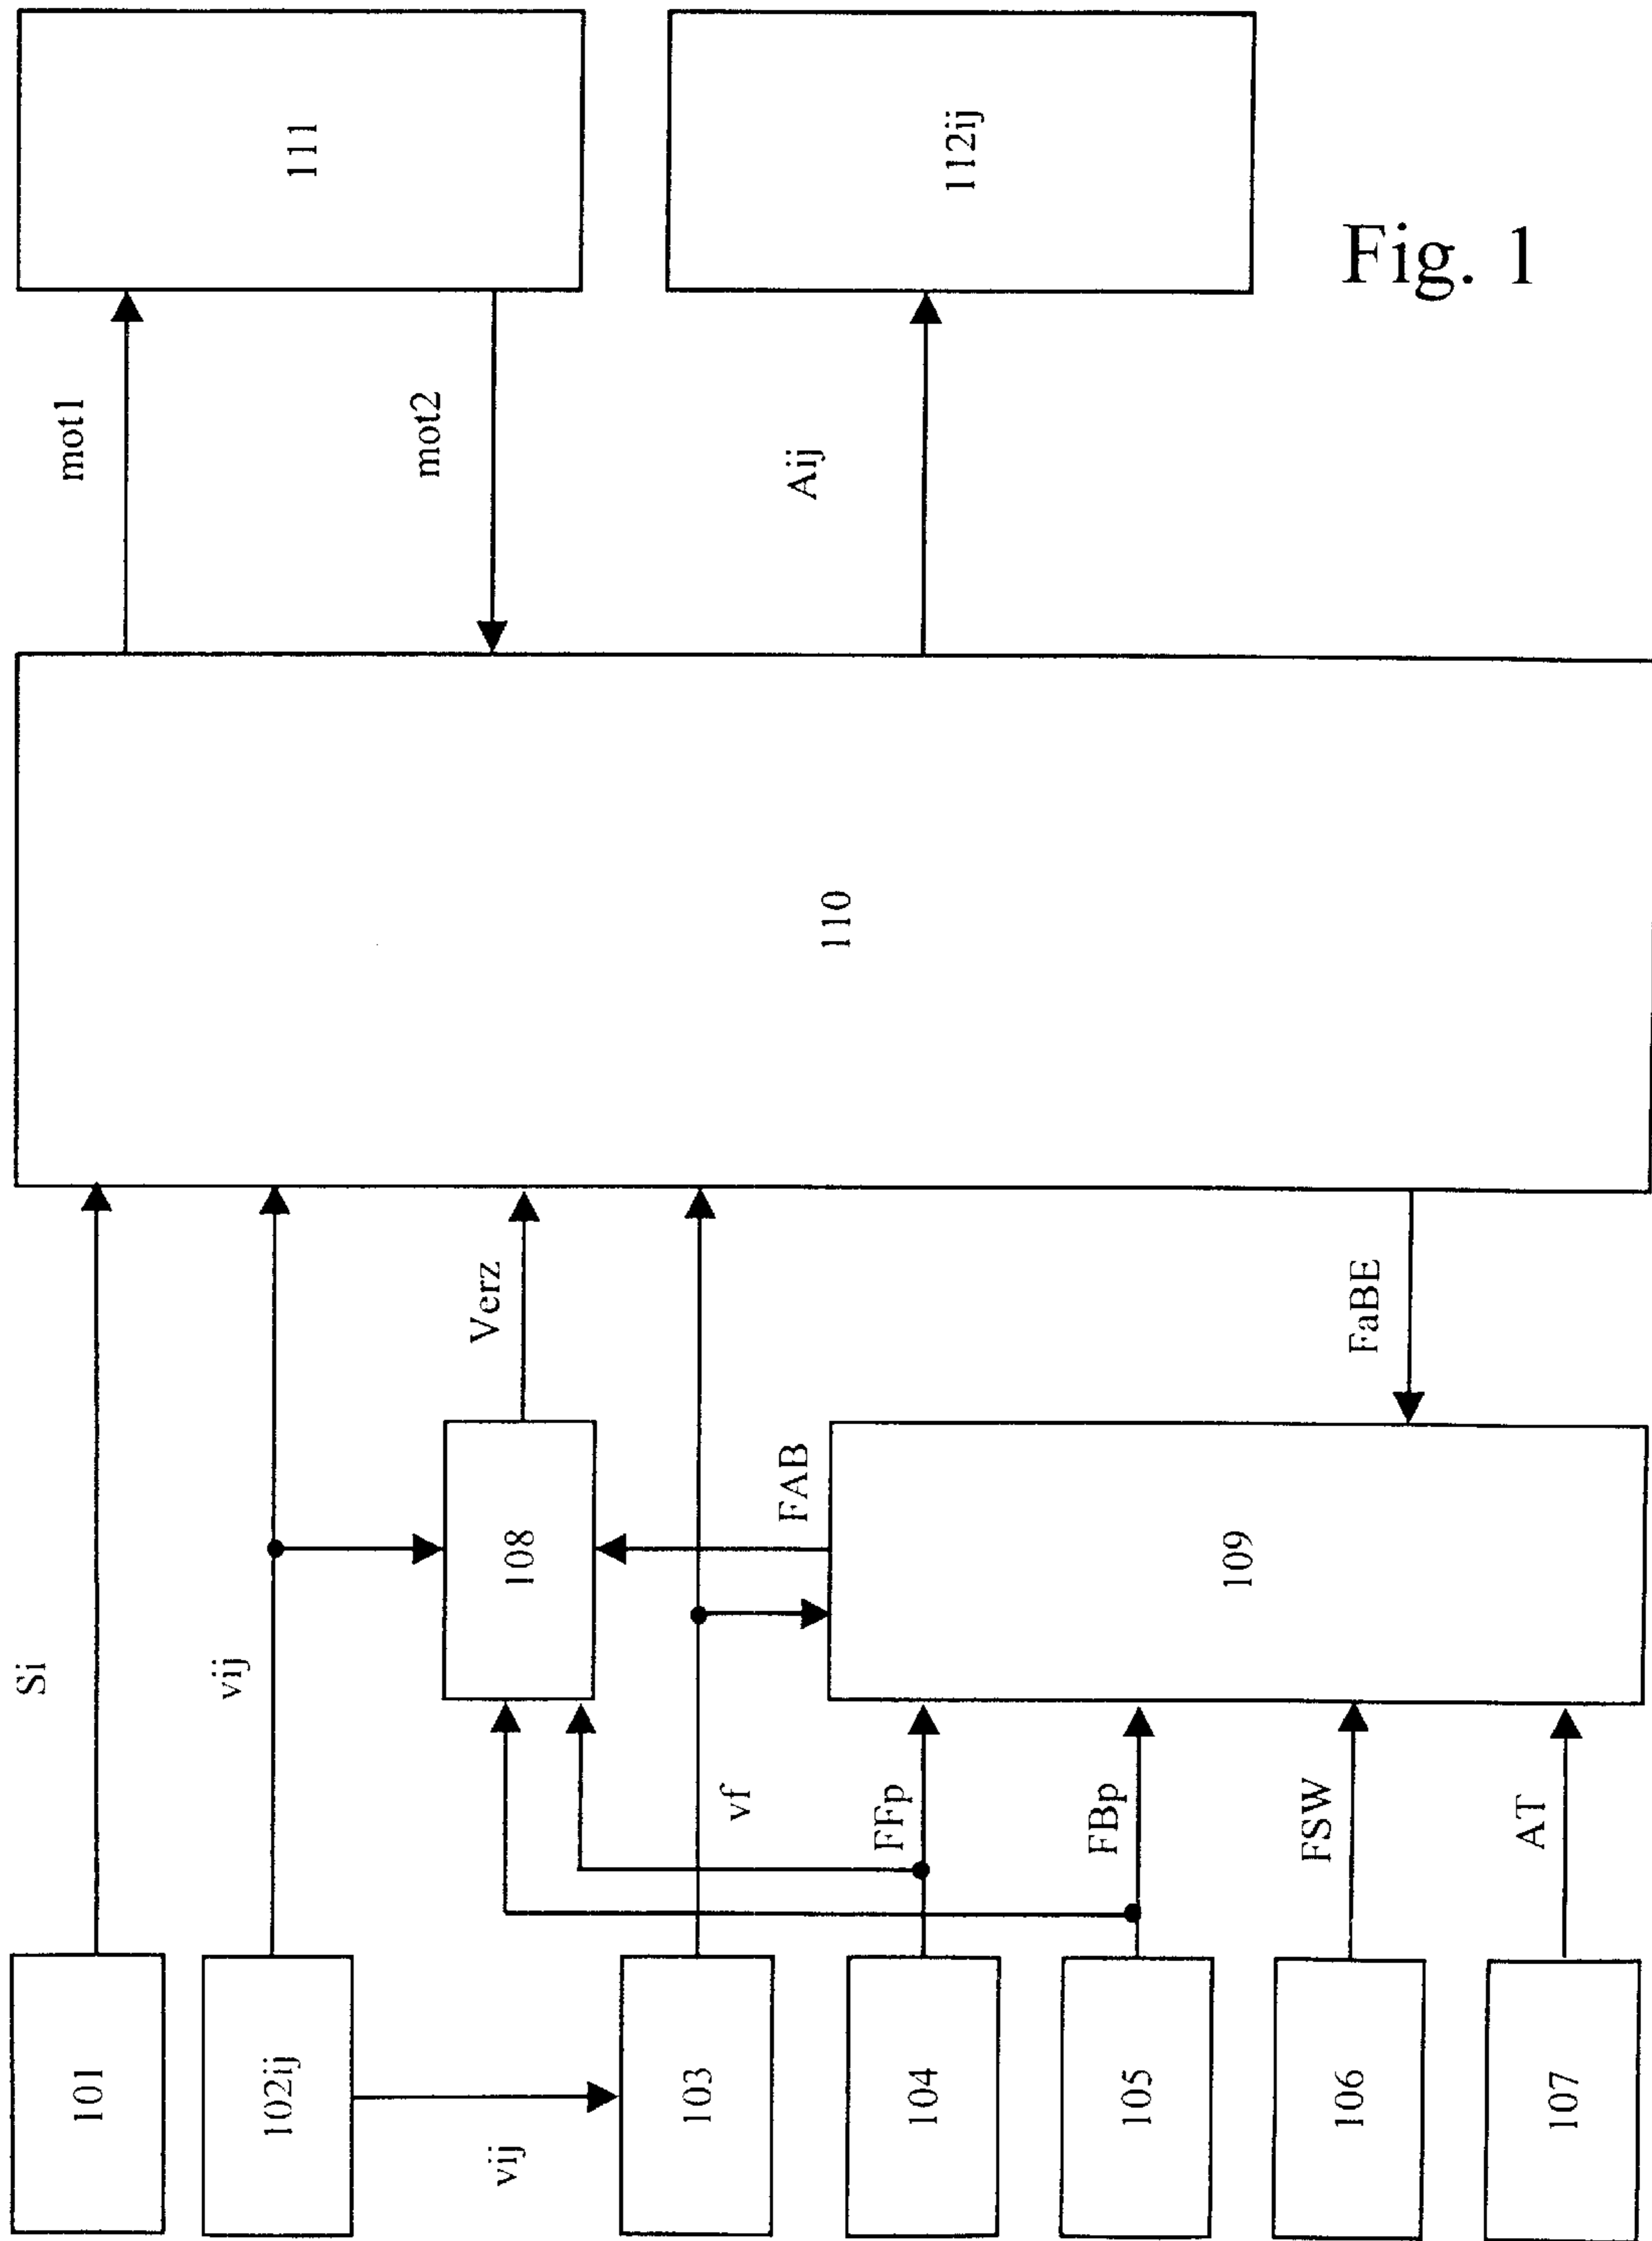 111
112ij
Fig. 1
mot1
mot2
Aij
110
Si
vij
Verz
108
FAB
FaBE
109
vf
FFp
FBp
FSW
AT
101
102ij
vij
103
104
105
106
107